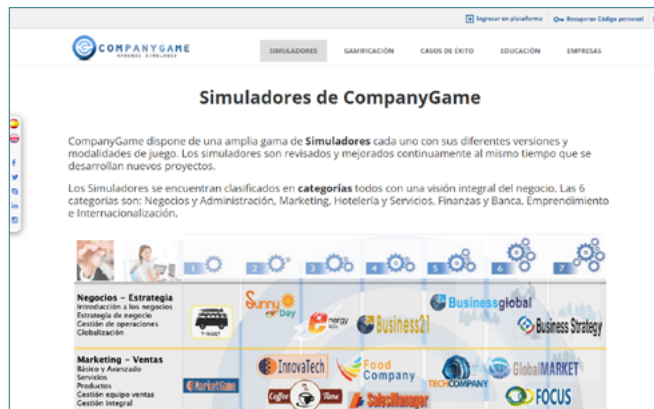 Ingresar en plataforma Recuperar Código personal
COMPANYGAME
APRENDE SIMULANDO
SIMULADORES GAMIFICACIÓN CASOS DE ÉXITO EDUCACIÓN EMPRESAS
Simuladores de CompanyGame
CompanyGame dispone de una amplia gama de Simuladores cada uno con sus diferentes versiones y
modalidades de juego. Los simuladores son revisados y mejorados continuamente al mismo tiempo que se
desarrollan nuevos proyectos.
Los Simuladores se encuentran clasificados en categorías todos con una visión integral del negocio. Las 6
categorías son: Negocios y Administración, Marketing, Hotelería y Servicios, Finanzas y Banca, Emprendimiento
e Internacionalización.
1 2 3 4 5 6 7
Negocios - Estrategia
Introducción a los negocios
Estrategia de negocio
Gestión de operaciones
Globalización
Sunny Day
Energy
Business21
Businessglobal
Business Strategy
Marketing - Ventas
Básico y Avanzado
Servicios
Productos
Gestión equipo ventas
Gestión integral
MarketGame
InnovaTech
Coffee Time
Food Company
SalesManager
TECHCOMPANY
GlobalMARKET
FOCUS